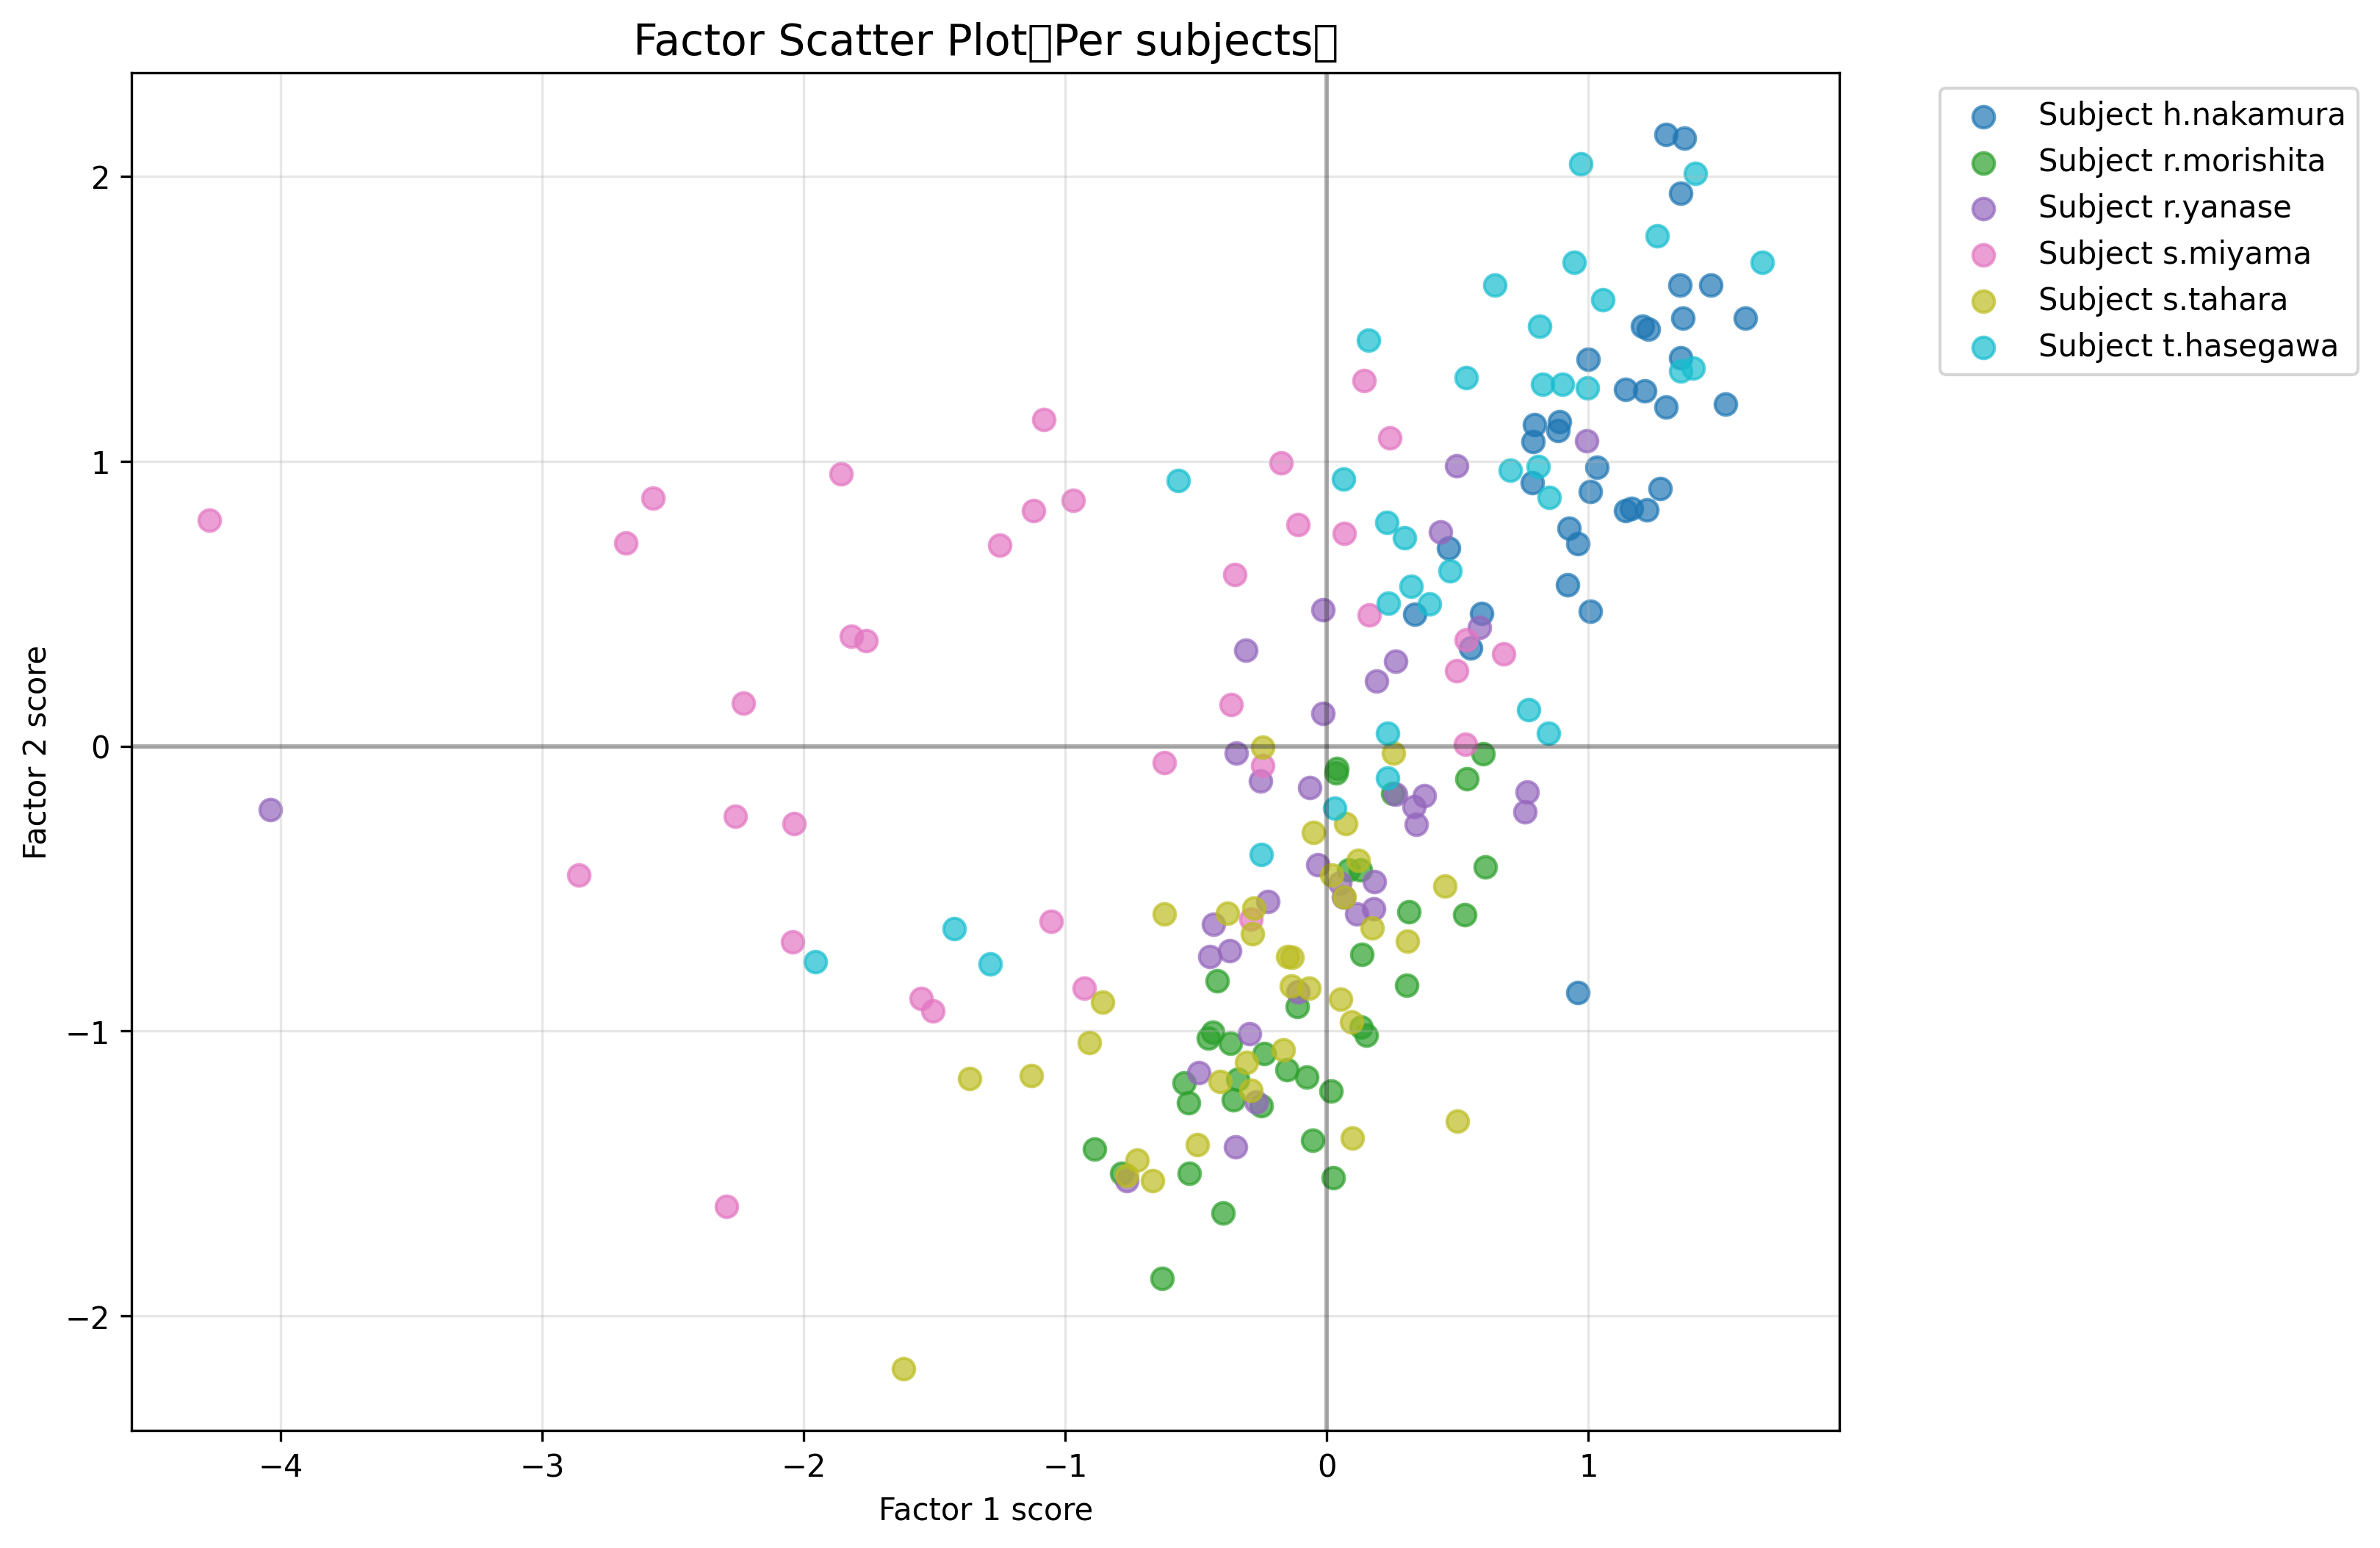 Factor Scatter Plot▯Per subjects▯
Subject h.nakamura
Subject r.morishita
Subject r.yanase
Subject s.miyama
Subject s.tahara
Subject t.hasegawa
2
1
0
−1
−2
Factor 2 score
−4 −3 −2 −1 0 1
Factor 1 score